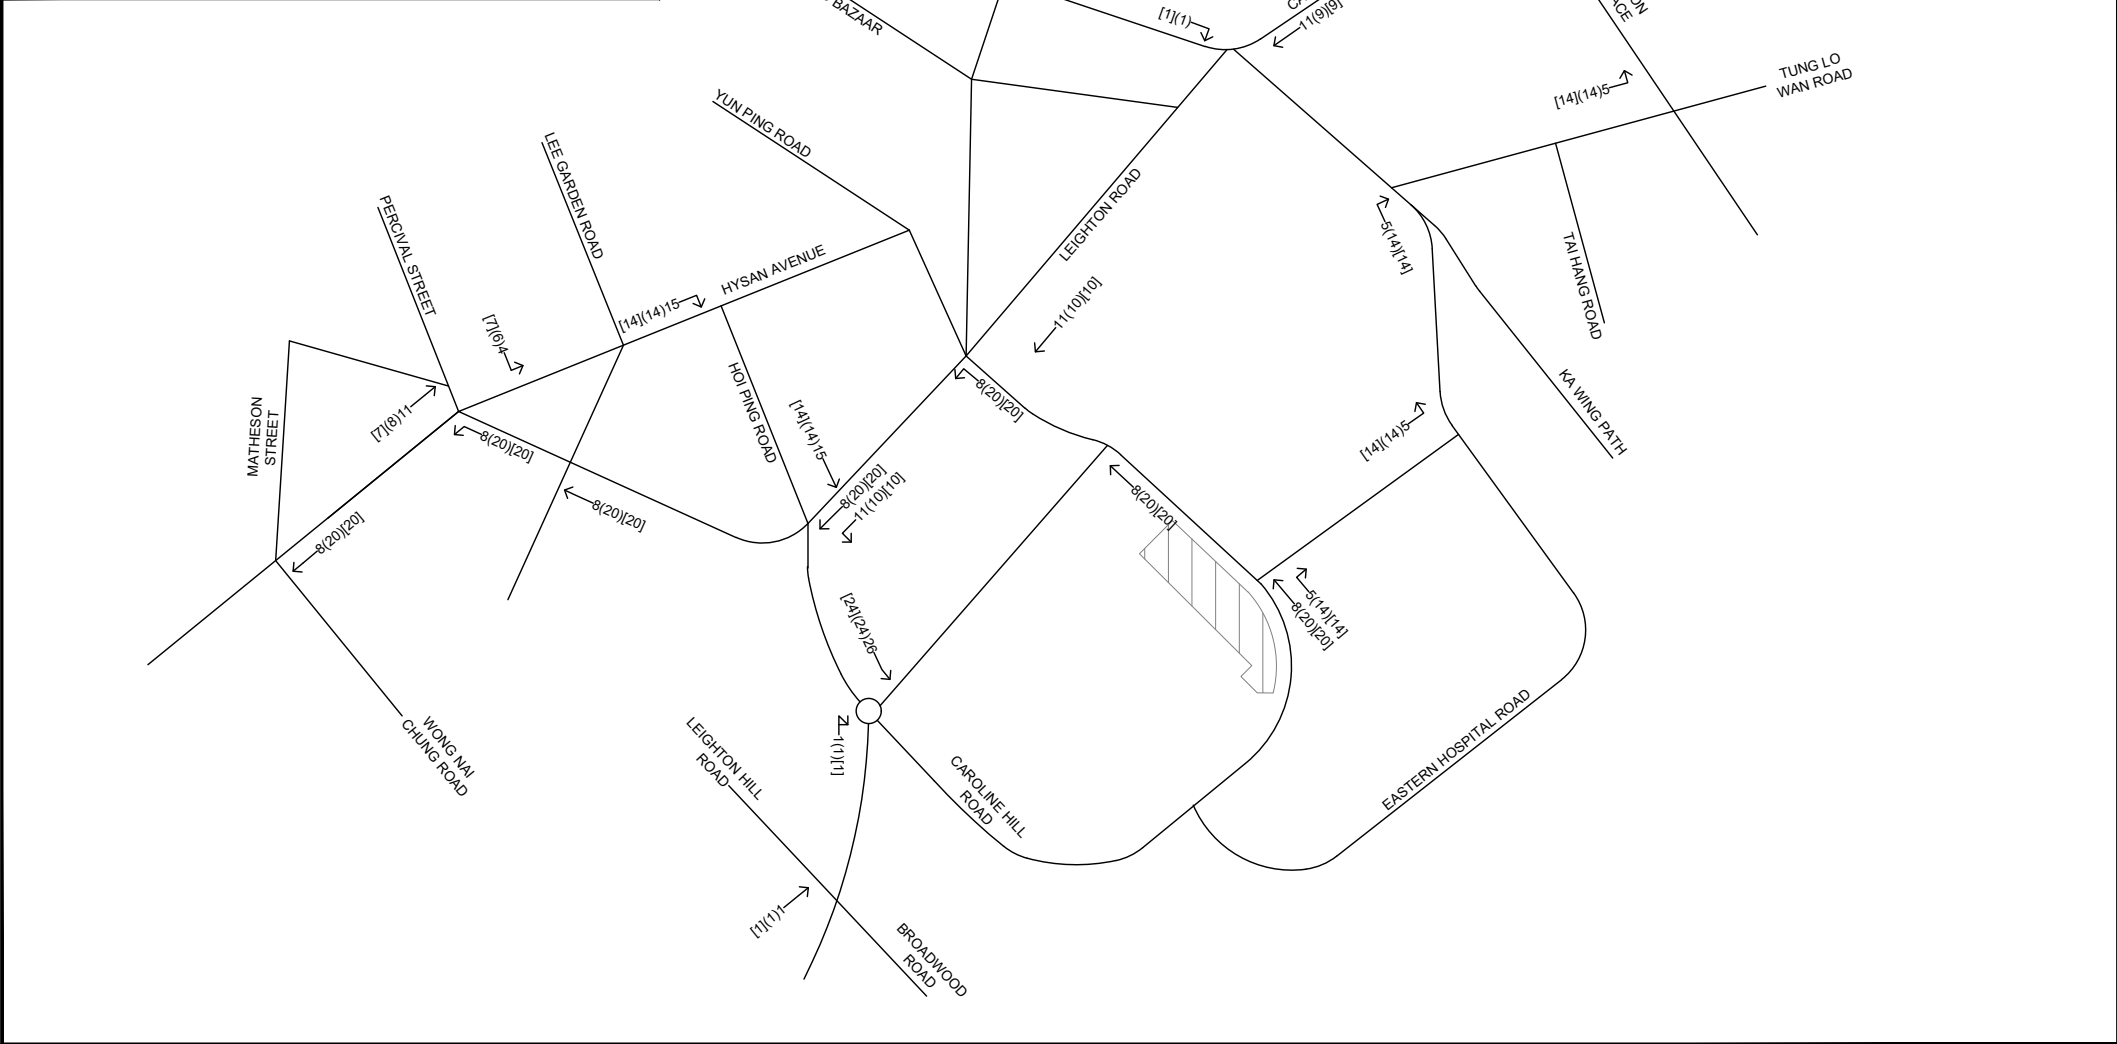 BAZAAR
[1](1)
11(9)[9]
ACE
TUNG LO
WAN ROAD
[14](14)5
YUN PING ROAD
LEE GARDEN ROAD
PERCIVAL STREET
LEIGHTON ROAD
5(14)[14]
TAI HANG ROAD
HYSAN AVENUE
[14](14)15
[7](6)4
11(10)[10]
HOI PING ROAD
[7](8)11
MATHESON
STREET
8(20)[20]
8(20)[20]
[14](14)15
8(20)[20]
11(10)[10]
[14](14)5
KA WING PATH
8(20)[20]
8(20)[20]
8(20)[20]
5(14)[14]
8(20)[20]
[24](24)26
1(1)[1]
WONG NAI
CHUNG ROAD
LEIGHTON HILL
ROAD
CAROLINE HILL
ROAD
EASTERN HOSPITAL ROAD
[1](1)1
BROADWOOD
ROAD